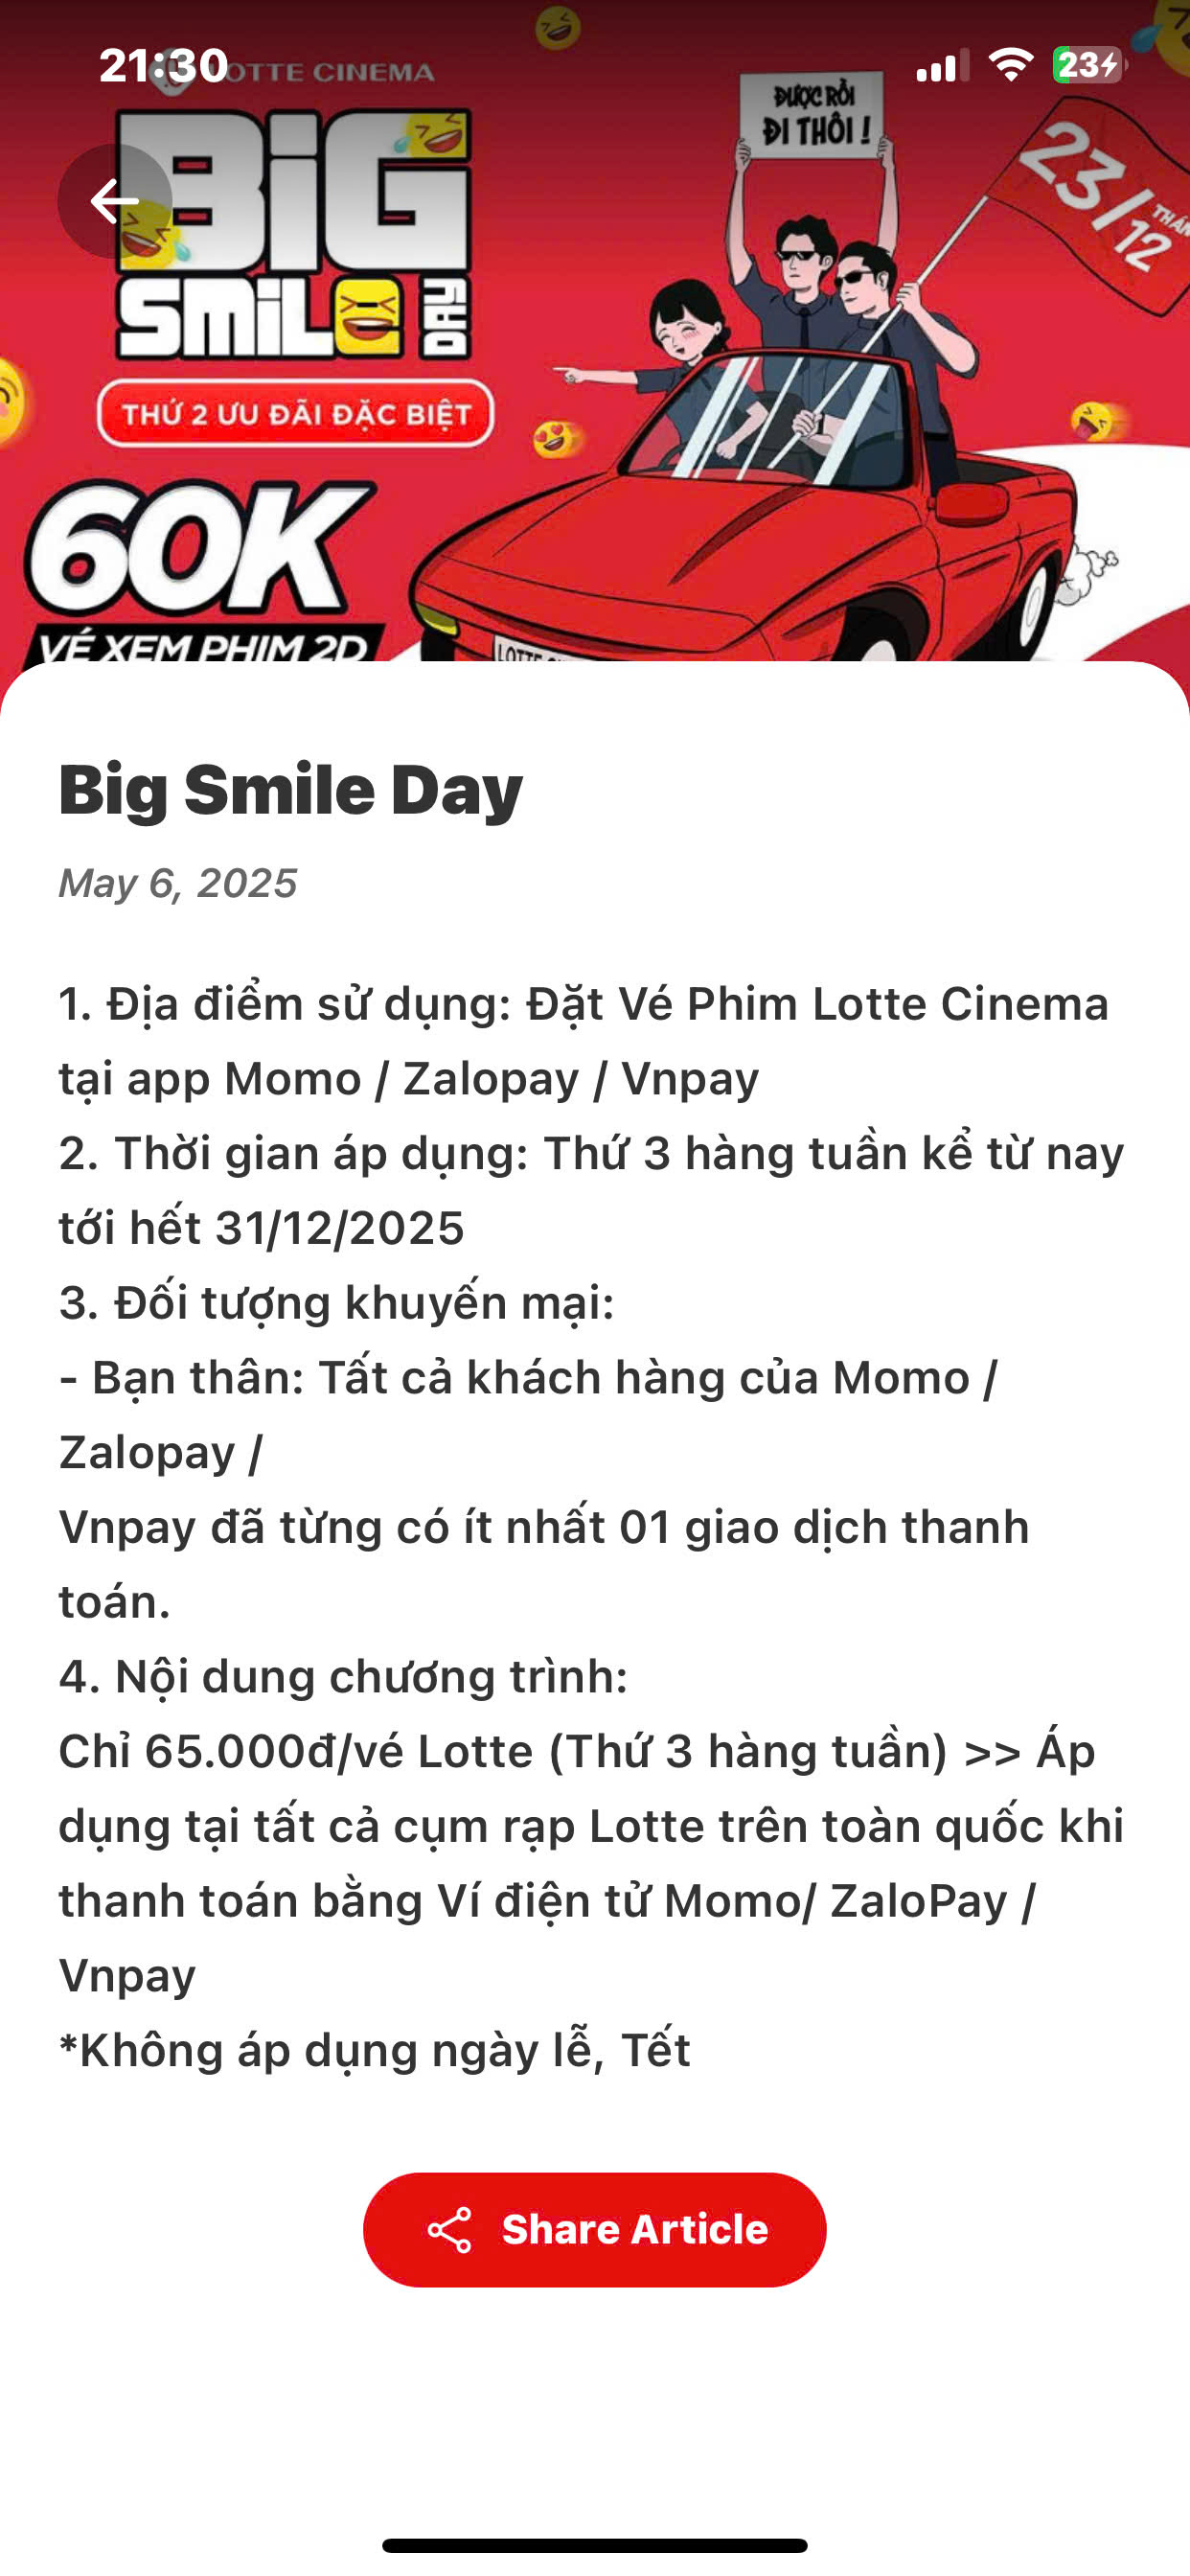 21:30
LOTTE CINEMA
23
BiG
SMiLE
DAY
THỨ 2 ƯU ĐÃI ĐẶC BIỆT
60K
VÉ XEM PHIM 2D
ĐƯỢC RỒI
ĐI THÔI !
23/12
LOTTE
Big Smile Day
May 6, 2025
1. Địa điểm sử dụng: Đặt Vé Phim Lotte Cinema
tại app Momo / Zalopay / Vnpay
2. Thời gian áp dụng: Thứ 3 hàng tuần kể từ nay
tới hết 31/12/2025
3. Đối tượng khuyến mại:
- Bạn thân: Tất cả khách hàng của Momo /
Zalopay /
Vnpay đã từng có ít nhất 01 giao dịch thanh
toán.
4. Nội dung chương trình:
Chỉ 65.000đ/vé Lotte (Thứ 3 hàng tuần) >> Áp
dụng tại tất cả cụm rạp Lotte trên toàn quốc khi
thanh toán bằng Ví điện tử Momo/ ZaloPay /
Vnpay
*Không áp dụng ngày lễ, Tết
Share Article